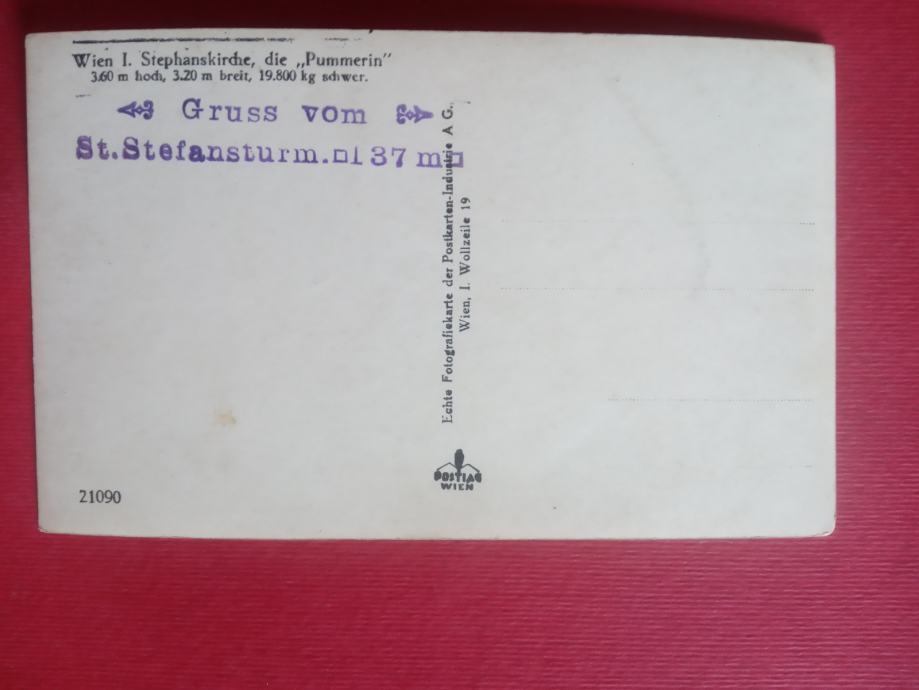 Wien I. Stephanskirche, die „Pummerin"
3.60 m hoch, 3.20 m breit, 19.800 kg schwer.
Gruss vom
St. Stefansturm. 137 m
Echte Fotografiekarte der Postkarten-Industrie A G.,
Wien, I. Wollzeile 19
POSTIAG
WIEN
21090